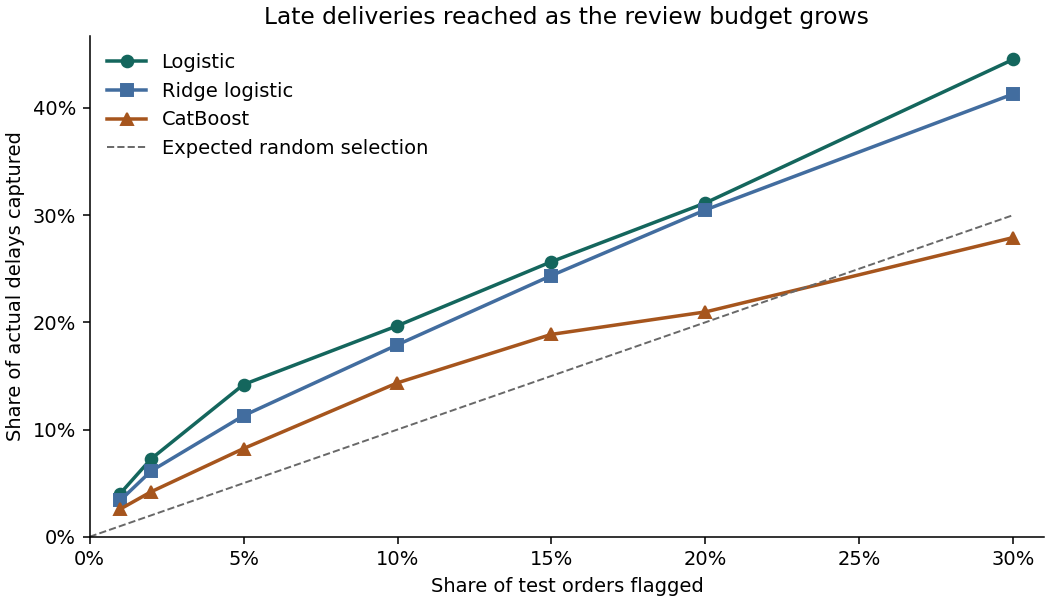 Late deliveries reached as the review budget grows
Logistic
Ridge logistic
CatBoost
Expected random selection
Share of actual delays captured
40%
30%
20%
10%
0%
0%
5%
10%
15%
20%
25%
30%
Share of test orders flagged